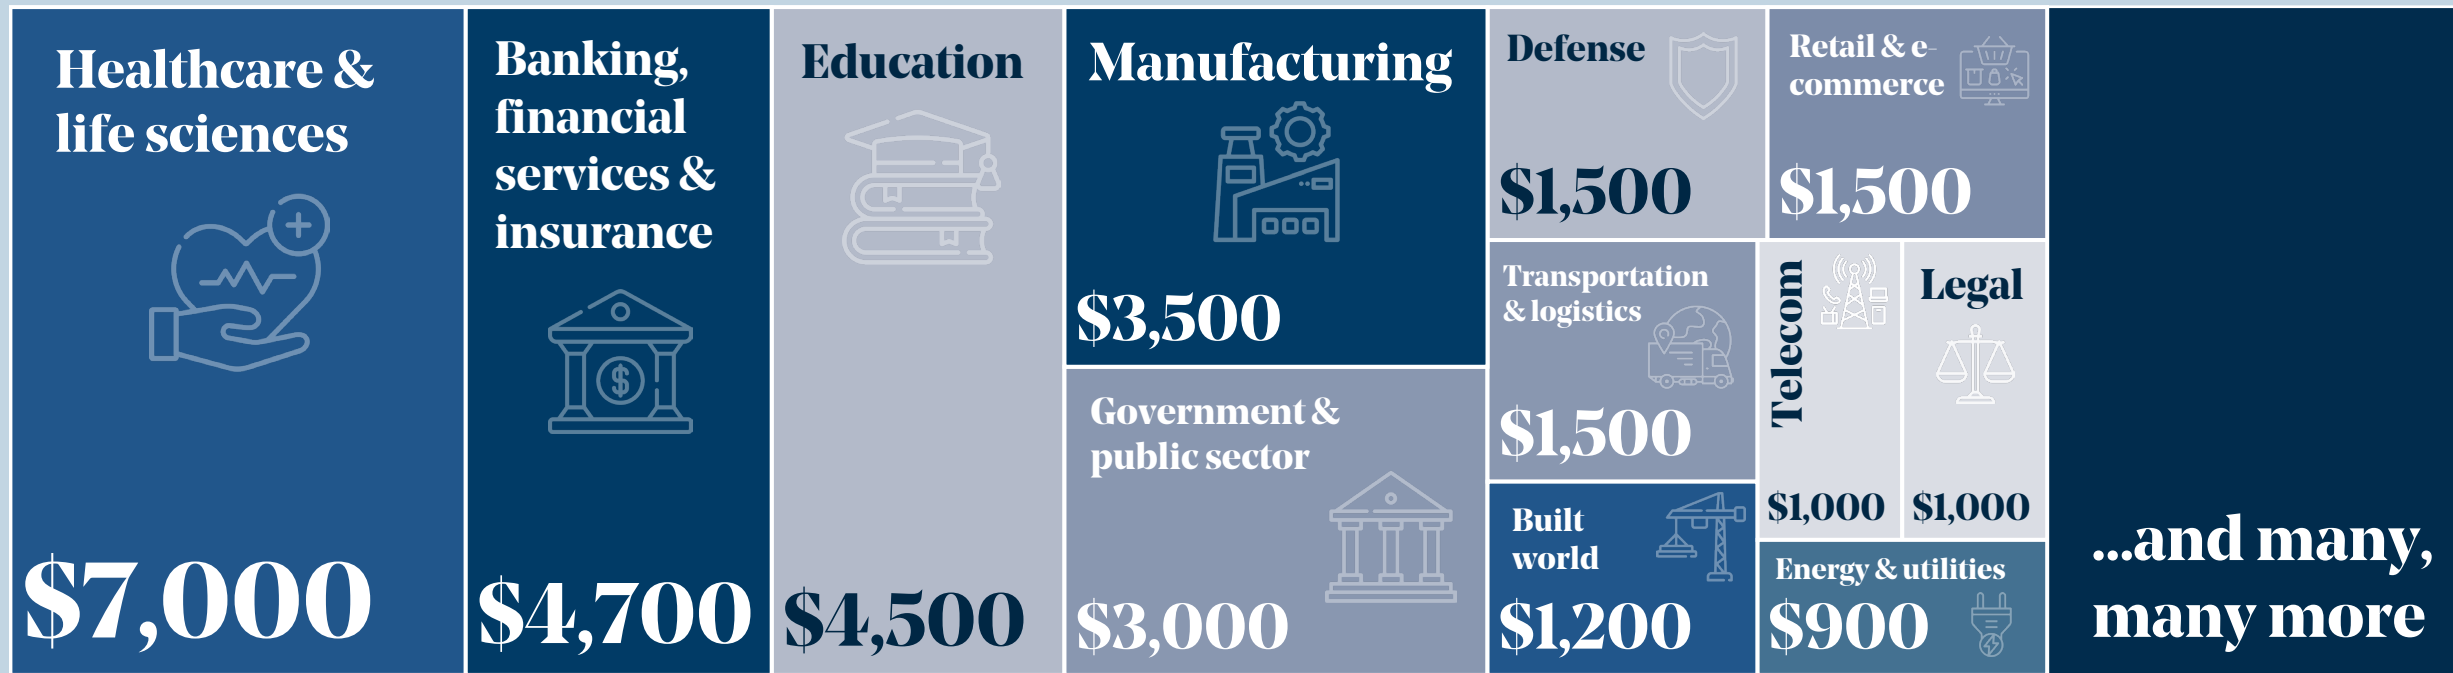 Healthcare &
life sciences
$7,000
Banking,
financial
services &
insurance
$
$4,700
Education
$4,500
Manufacturing
$3,500
Government &
public sector
$3,000
Defense
$1,500
Retail & e-
commerce
$1,500
Transportation
& logistics
$1,500
Built
world
$1,200
Telecom
$1,000
Legal
$1,000
Energy & utilities
$900
...and many,
many more